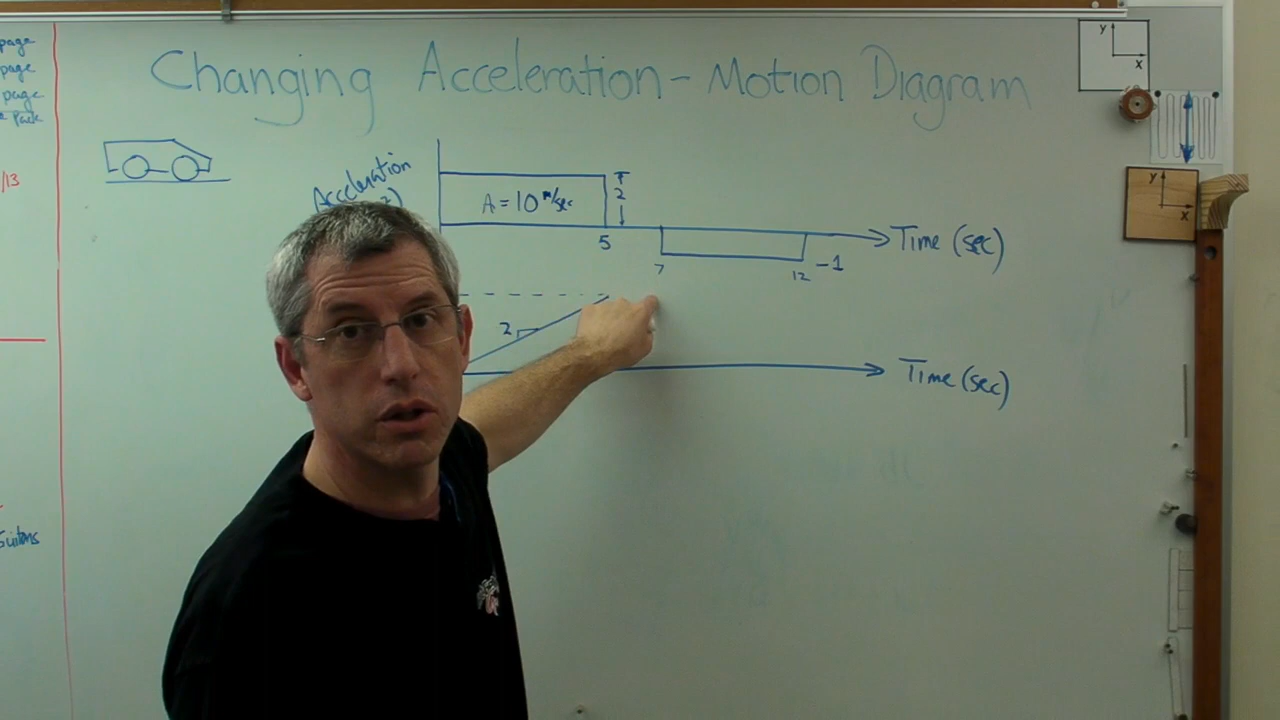 Changing Acceleration - Motion Diagram
page
page
page
/13
Acceleration
A = 10 m/sec
2
5
Time (sec)
7
12
-1
2
Time (sec)
y
x
y
x